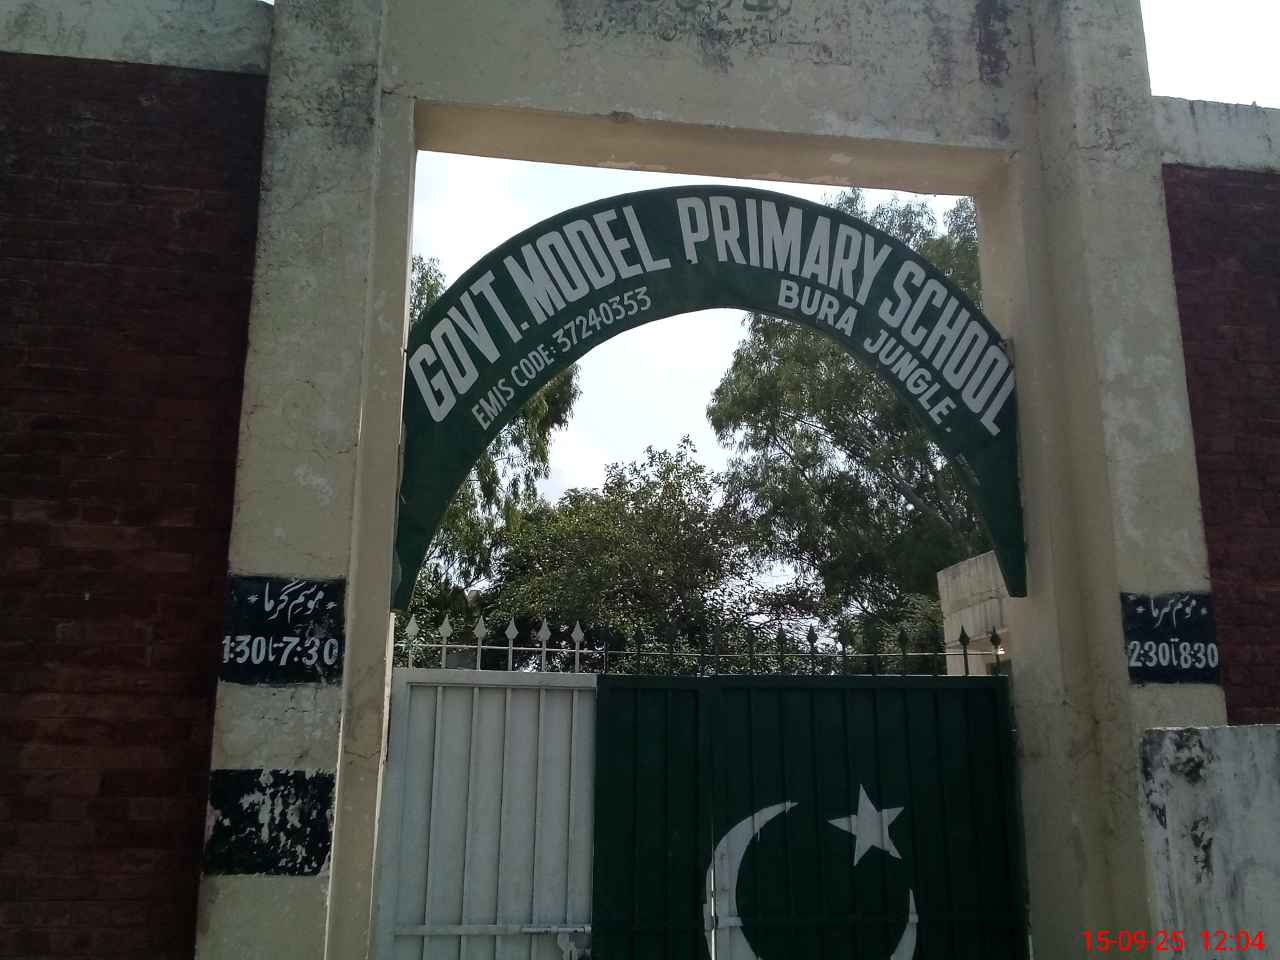 GOVT. MODEL PRIMARY SCHOOL
EMIS CODE: 37240353
BURA JUNGLE.
موسم گرما
1:30 تا 7:30
موسم سرما
2:30 تا 8:30
15-09-25 12:04